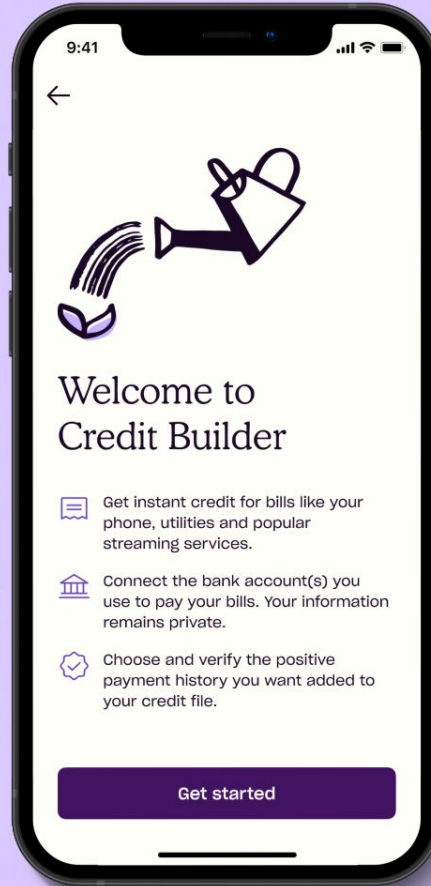 9:41
Welcome to
Credit Builder
Get instant credit for bills like your
phone, utilities and popular
streaming services.
Connect the bank account(s) you
use to pay your bills. Your information
remains private.
Choose and verify the positive
payment history you want added to
your credit file.
Get started